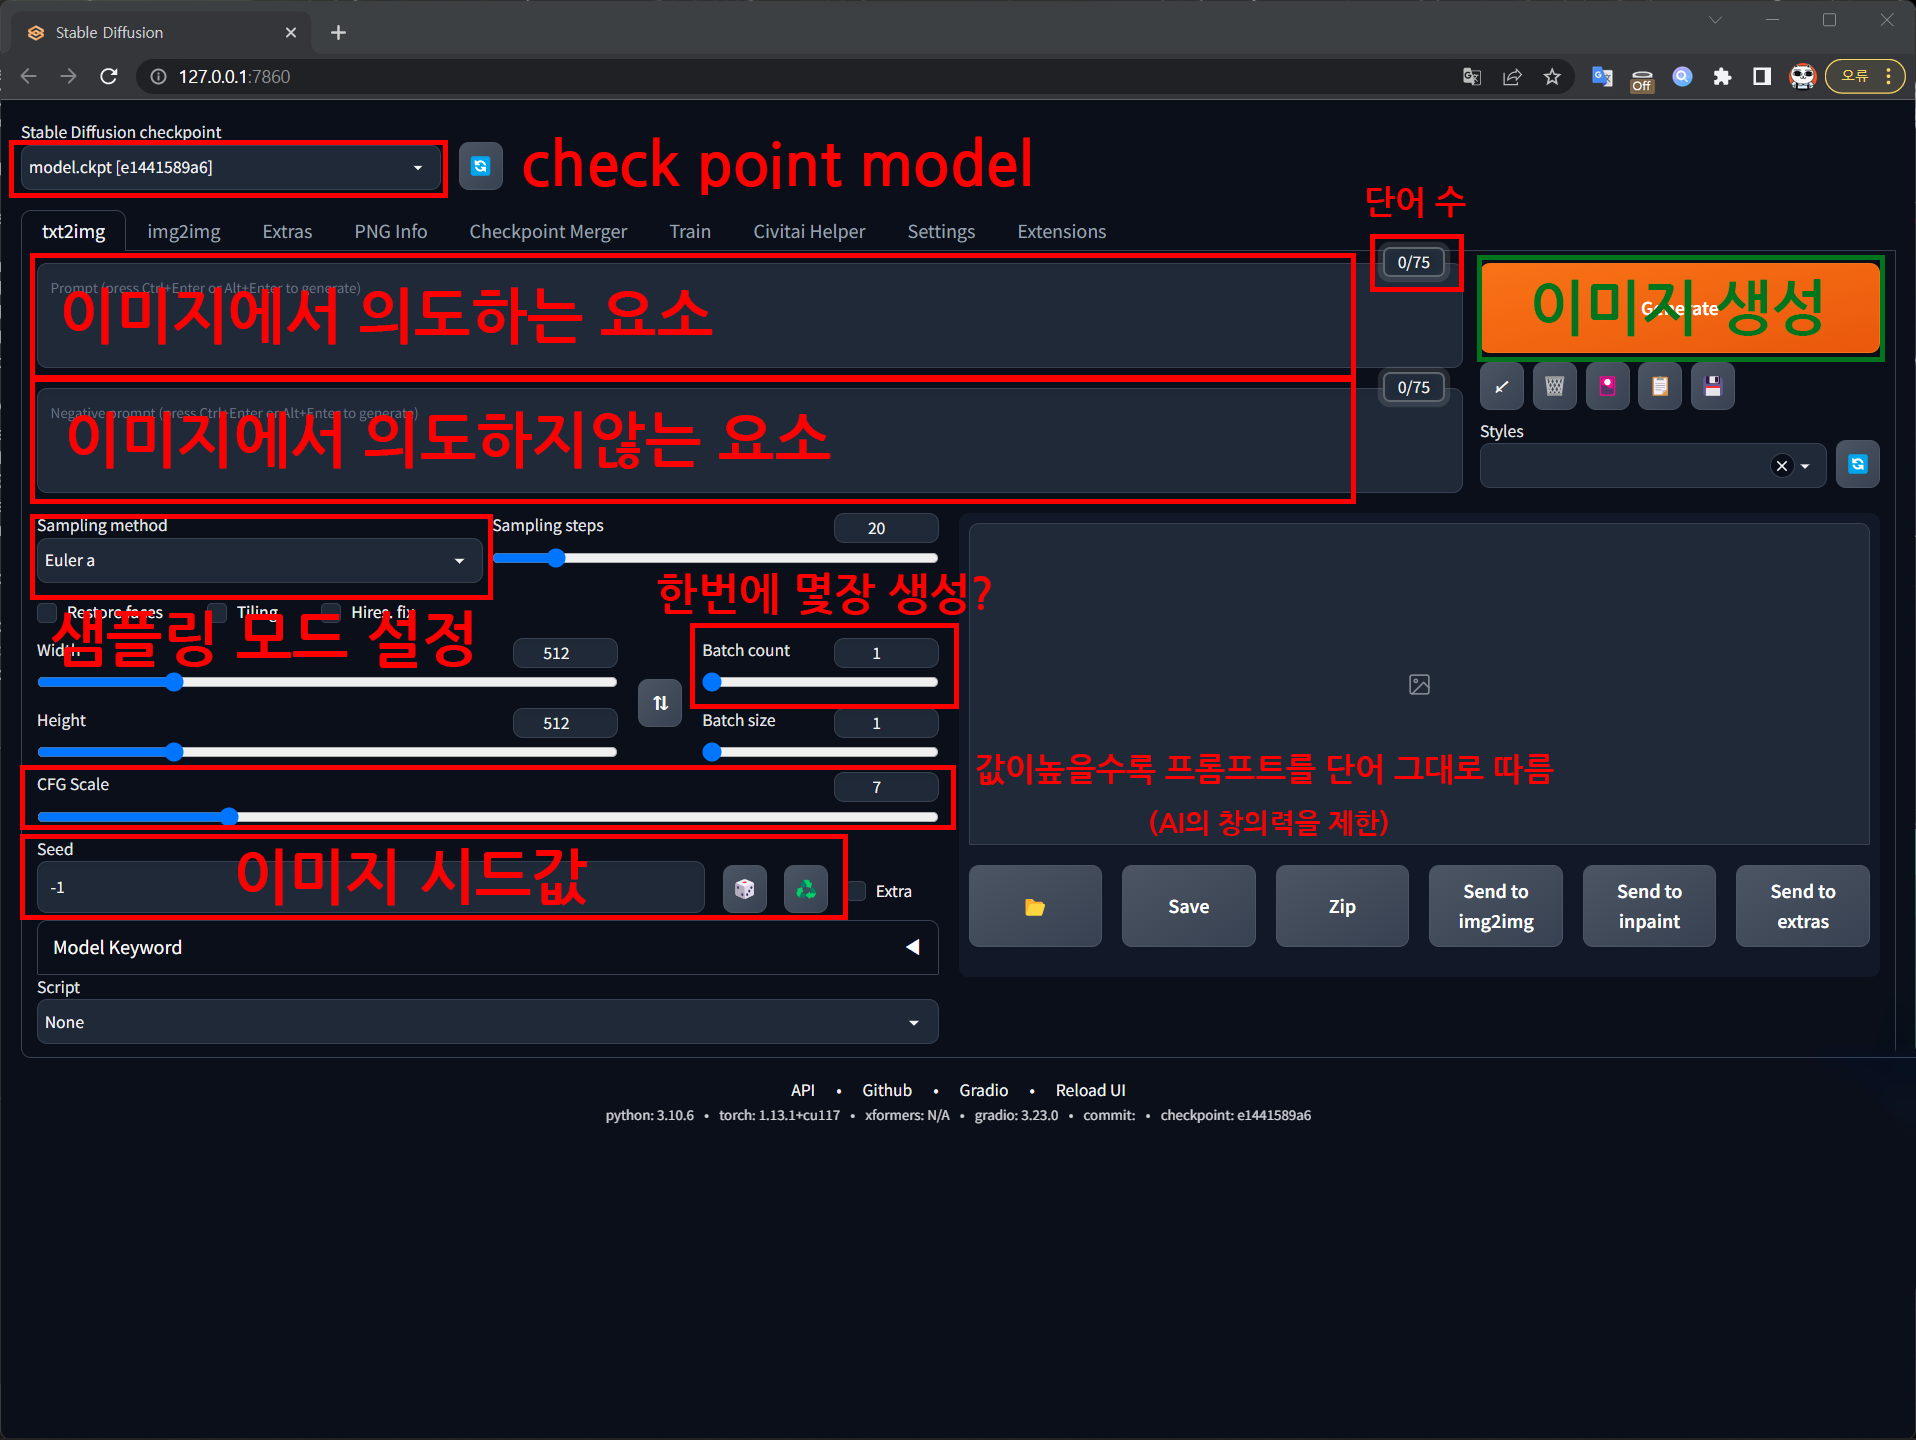 Stable Diffusion
127.0.0.1:7860
Off
오류
Stable Diffusion checkpoint
model.ckpt [e1441589a6]
check point model
단어 수
txt2img
img2img
Extras
PNG Info
Checkpoint Merger
Train
Civitai Helper
Settings
Extensions
0/75
Prompt (press Ctrl+Enter or Alt+Enter to generate)
이미지에서 의도하는 요소
Generate
이미지 생성
0/75
Negative prompt (press Ctrl+Enter or Alt+Enter to generate)
이미지에서 의도하지않는 요소
Styles
Sampling method
Euler a
Sampling steps
20
한번에 몇장 생성?
Restore faces
Tiling
Hires. fix
샘플링 모드 설정
Width
512
Batch count
1
Height
512
Batch size
1
CFG Scale
7
값이높을수록 프롬프트를 단어 그대로 따름
(AI의 창의력을 제한)
Seed
-1
이미지 시드값
Extra
Save
Zip
Send to
img2img
Send to
inpaint
Send to
extras
Model Keyword
Script
None
API • Github • Gradio • Reload UI
python: 3.10.6 • torch: 1.13.1+cu117 • xformers: N/A • gradio: 3.23.0 • commit: • checkpoint: e1441589a6